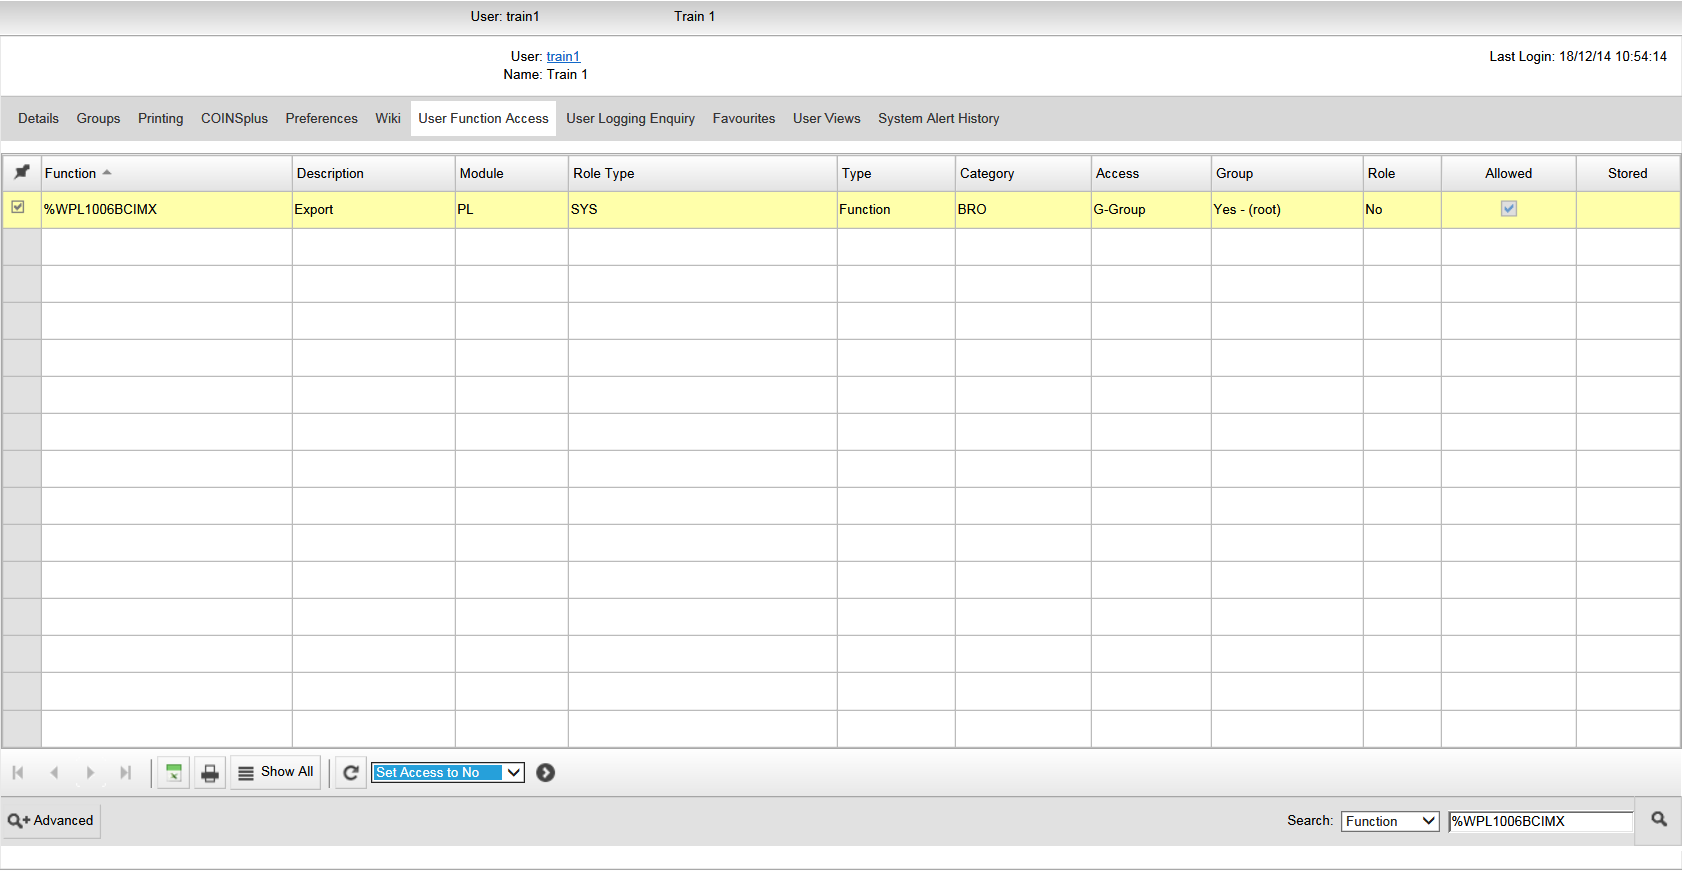 User: train1 Train 1
User: train1 Last Login: 18/12/14 10:54:14
Name: Train 1
Details Groups Printing COINSplus Preferences Wiki User Function Access User Logging Enquiry Favourites User Views System Alert History
Function Description Module Role Type Type Category Access Group Role Allowed Stored
%WPL1006BCIMX Export PL SYS Function BRO G-Group Yes - (root) No
Show All Set Access to No
Advanced Search: Function %WPL1006BCIMX